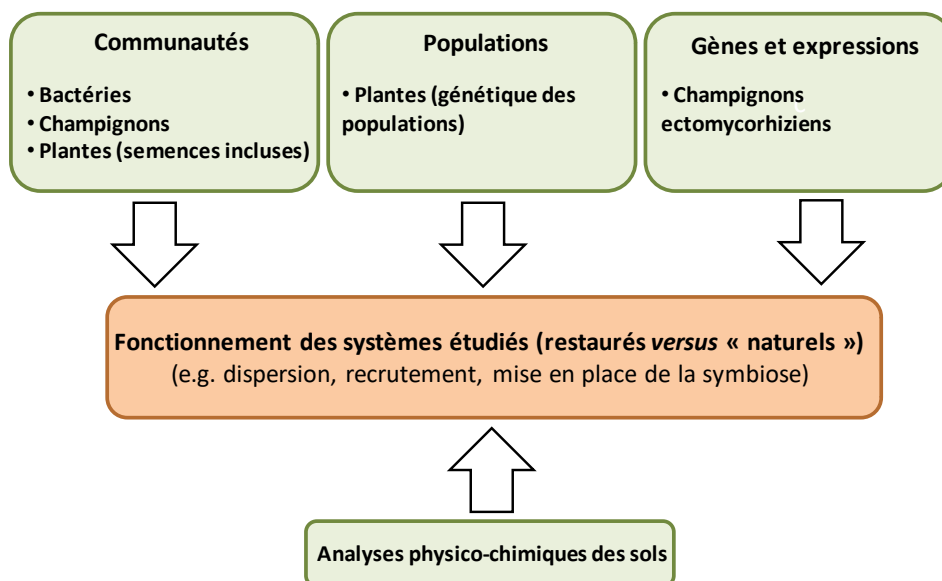 Communautés
• Bactéries
• Champignons
• Plantes (semences incluses)
Populations
• Plantes (génétique des
populations)
Gènes et expressions
• Champignons
ectomycorhiziens
Fonctionnement des systèmes étudiés (restaurés versus « naturels »)
(e.g. dispersion, recrutement, mise en place de la symbiose)
Analyses physico-chimiques des sols